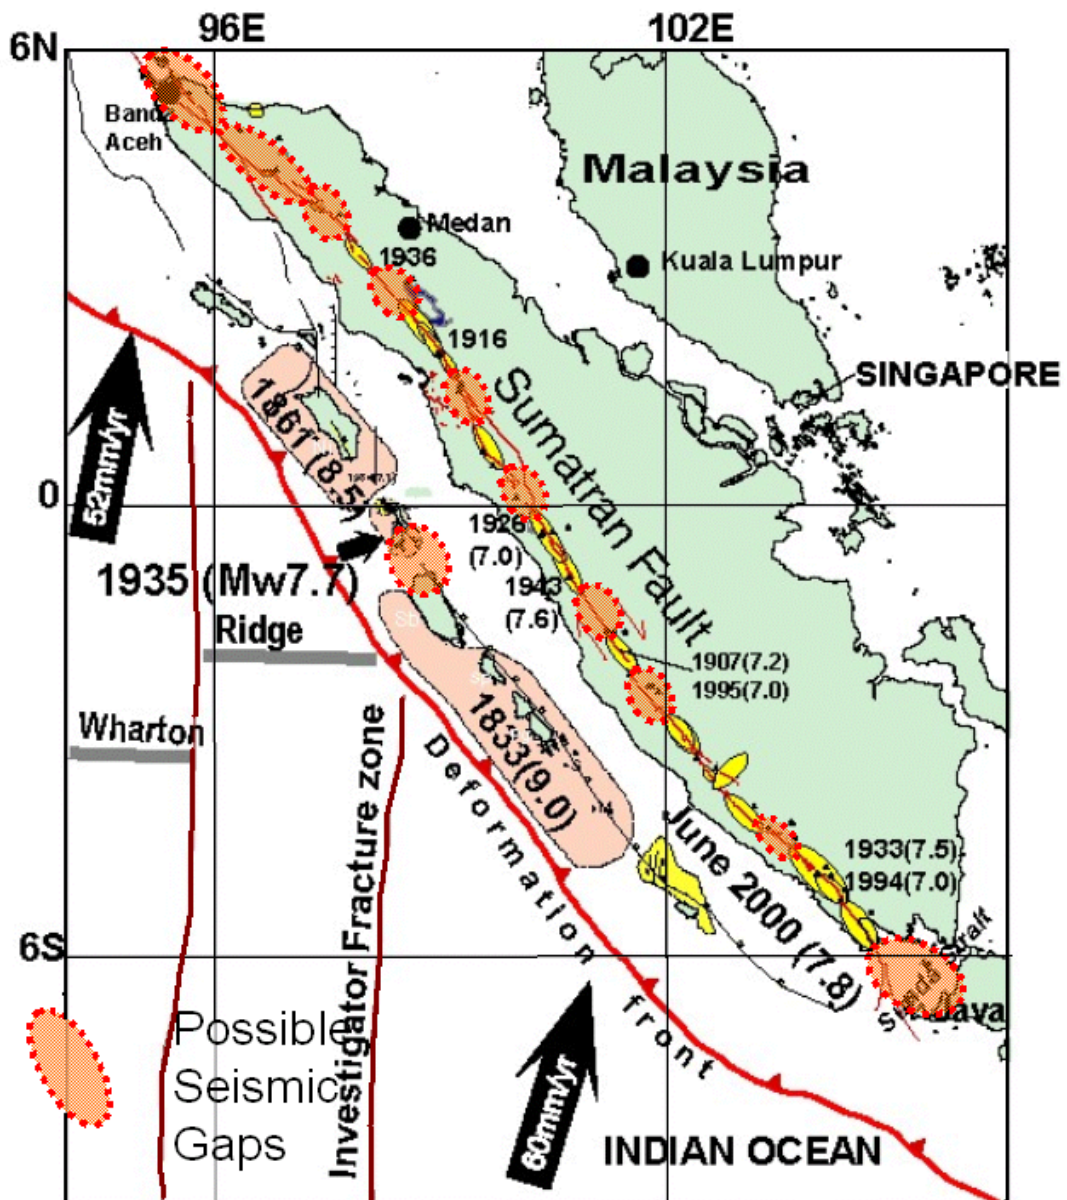 96E
102E
6N
Banda
Aceh
Malaysia
Medan
Kuala Lumpur
1936
1916
SINGAPORE
Sumatran Fault
52mm/yr
1861 (8.5)
0
1926
(7.0)
1943
(7.6)
1935 (Mw7.7)
Ridge
1907(7.2)
1995(7.0)
Wharton
1833(9.0)
Deformation front
Investigator Fracture zone
June 2000 (7.8)
1933(7.5)
1994(7.0)
6S
Sunda Strait
Java
Possible
Seismic
Gaps
60mm/yr
INDIAN OCEAN